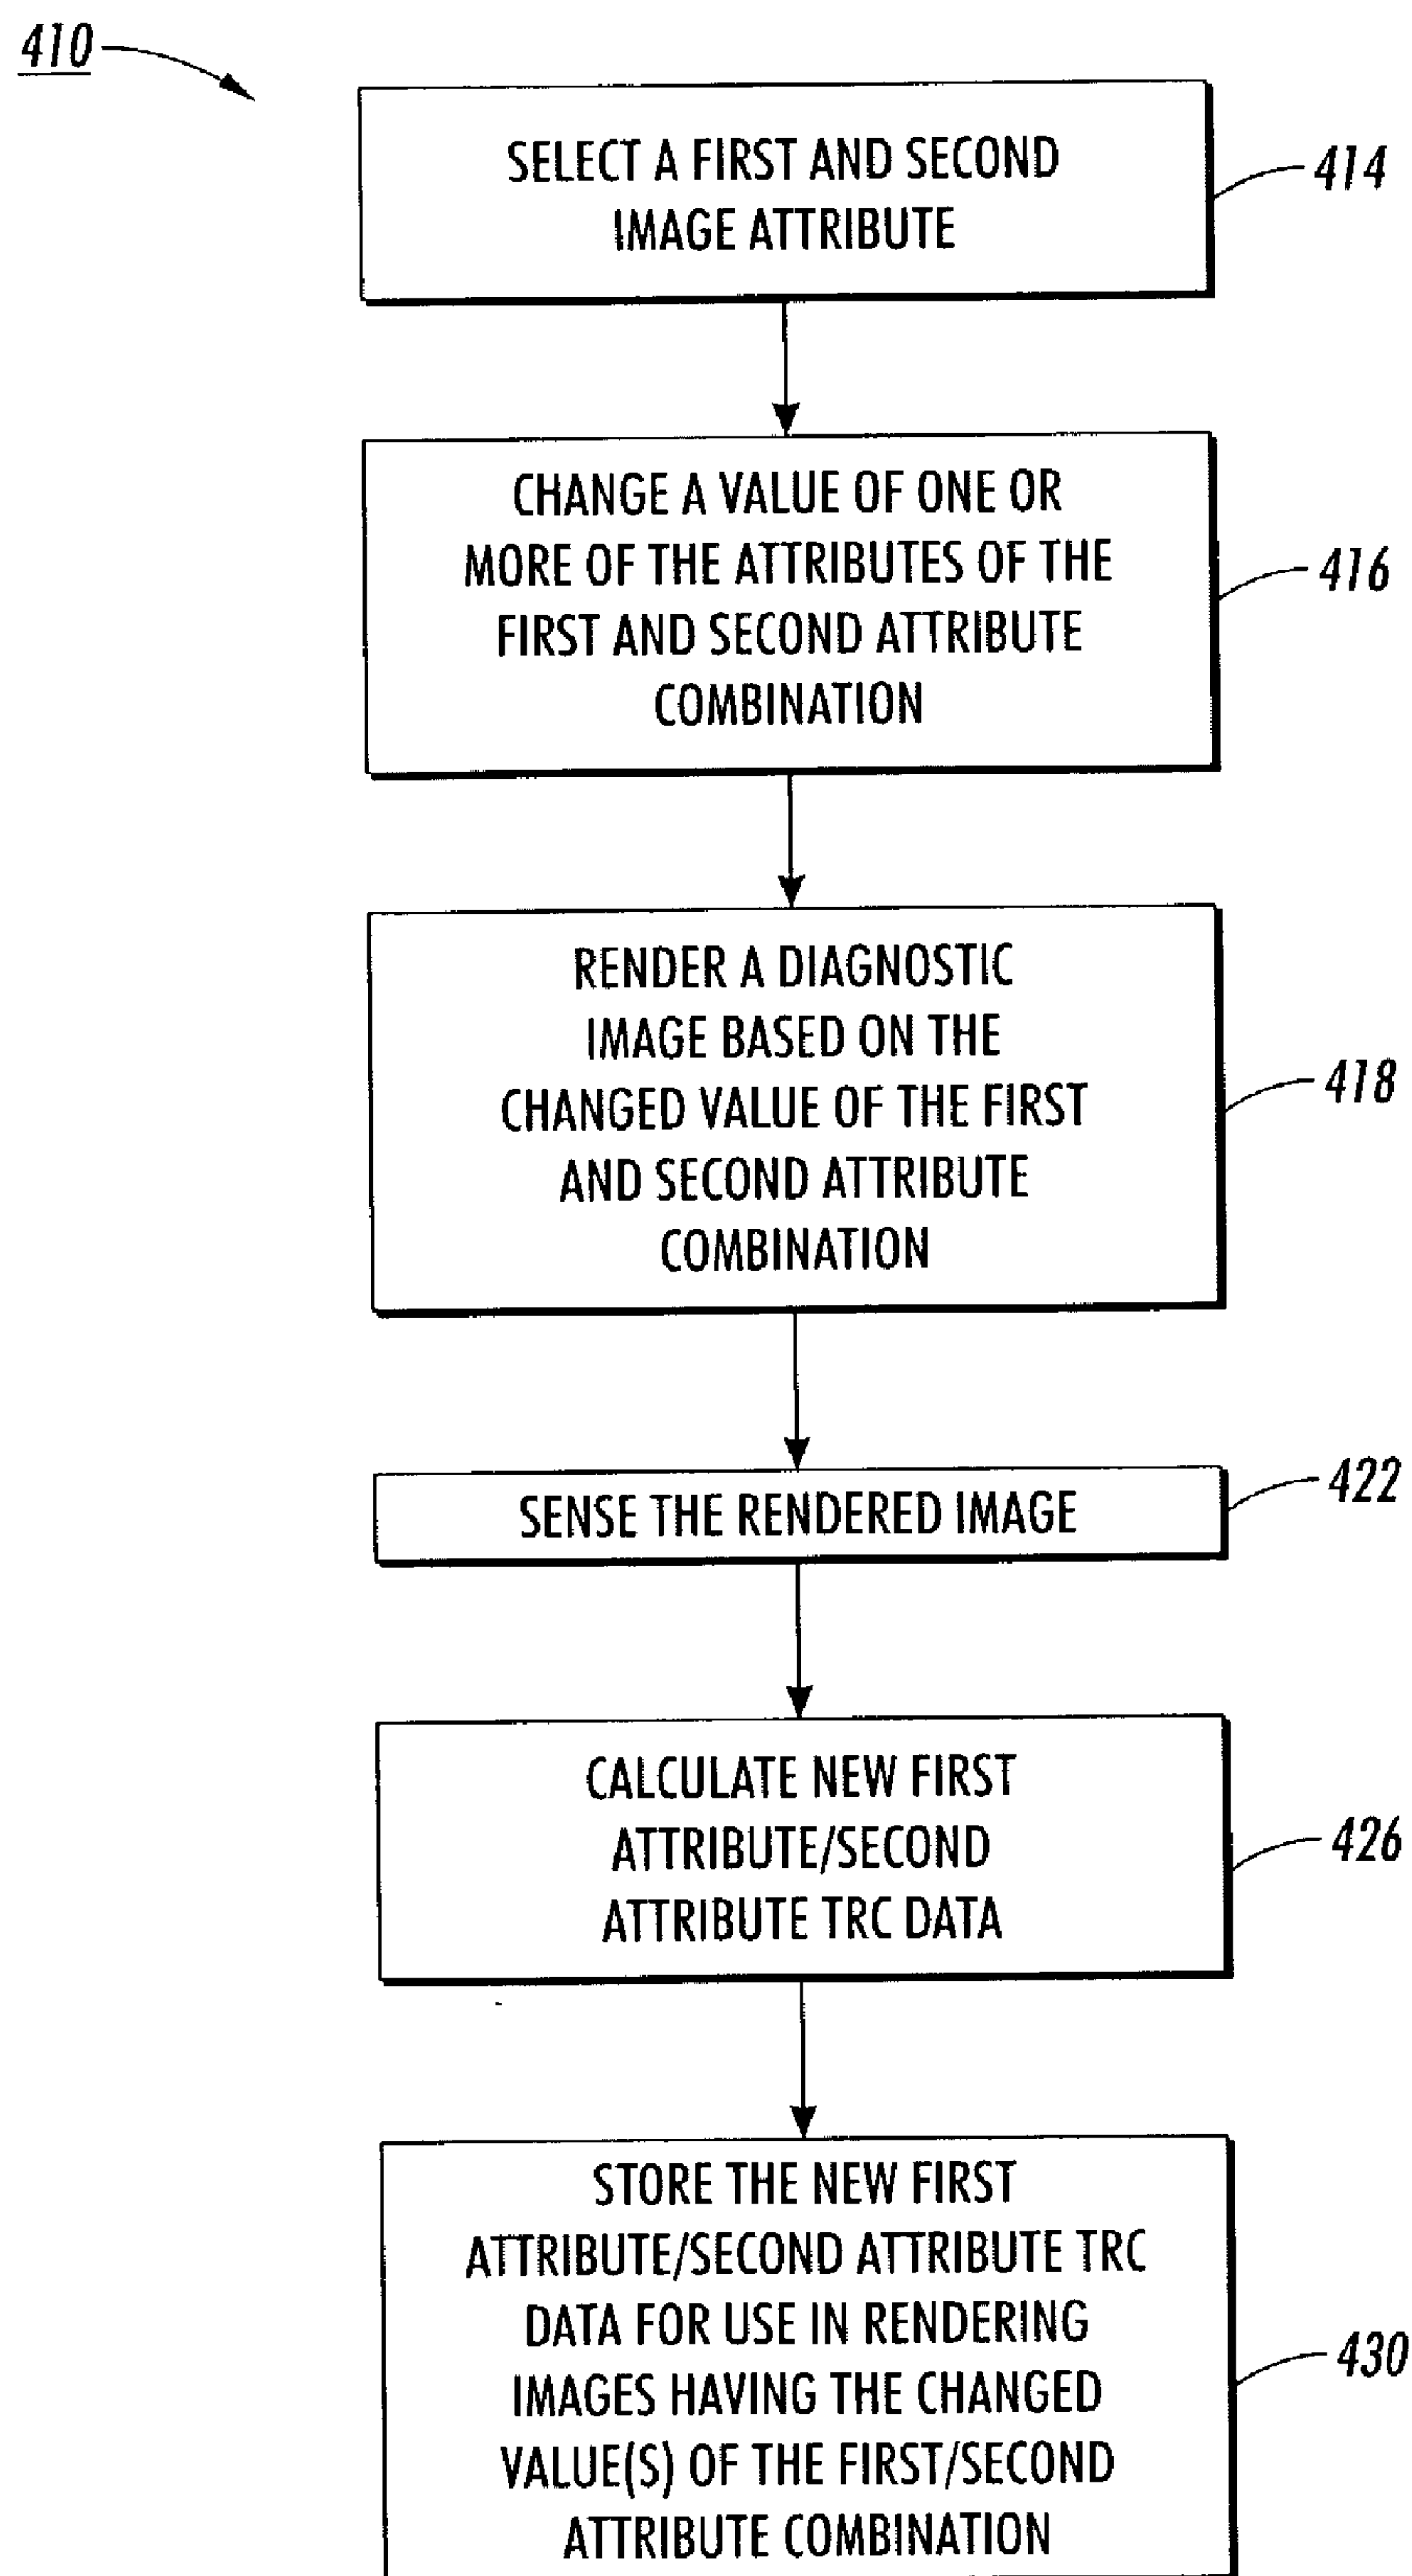 410
SELECT A FIRST AND SECOND
IMAGE ATTRIBUTE
414
CHANGE A VALUE OF ONE OR
MORE OF THE ATTRIBUTES OF THE
FIRST AND SECOND ATTRIBUTE
COMBINATION
416
RENDER A DIAGNOSTIC
IMAGE BASED ON THE
CHANGED VALUE OF THE FIRST
AND SECOND ATTRIBUTE
COMBINATION
418
SENSE THE RENDERED IMAGE
422
CALCULATE NEW FIRST
ATTRIBUTE/SECOND
ATTRIBUTE TRC DATA
426
STORE THE NEW FIRST
ATTRIBUTE/SECOND ATTRIBUTE TRC
DATA FOR USE IN RENDERING
IMAGES HAVING THE CHANGED
VALUE(S) OF THE FIRST/SECOND
ATTRIBUTE COMBINATION
430